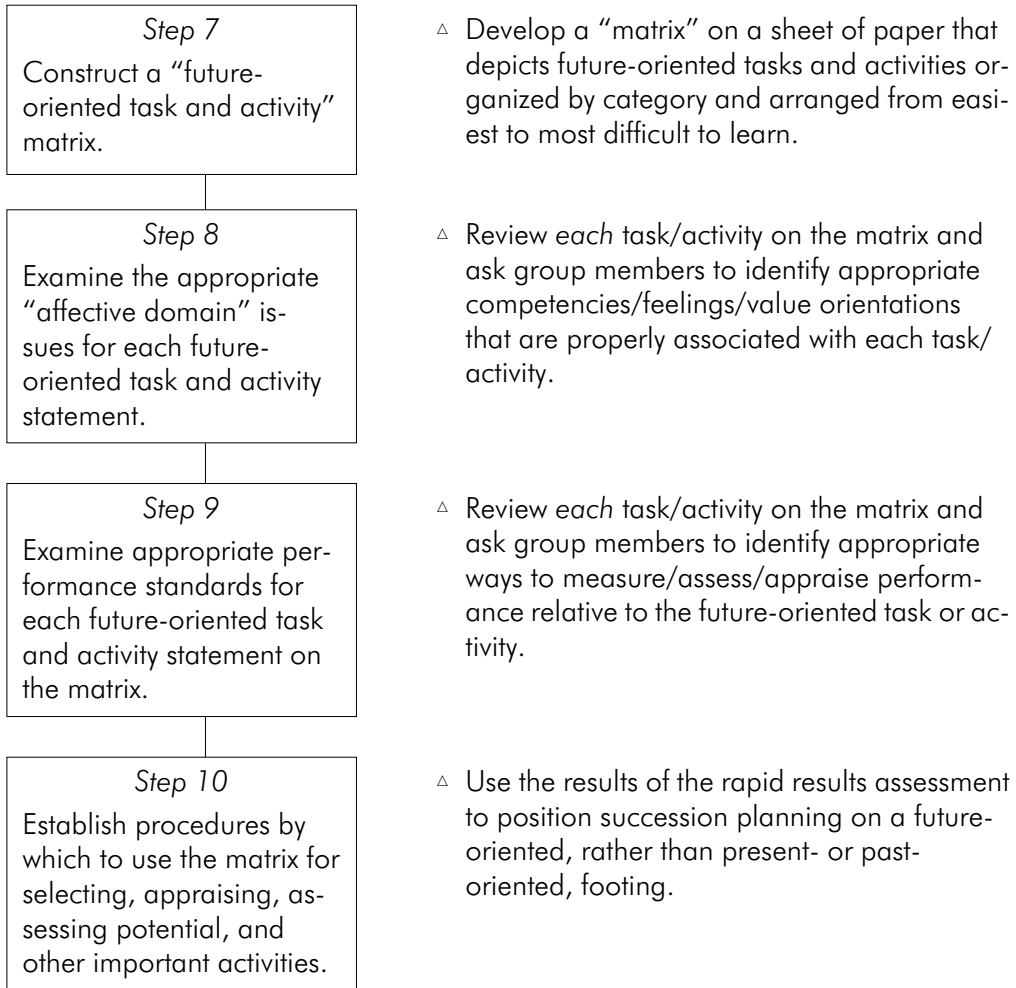 Step 7
Construct a “future-
oriented task and activity”
matrix.
△ Develop a “matrix” on a sheet of paper that
depicts future-oriented tasks and activities or-
ganized by category and arranged from easi-
est to most difficult to learn.
Step 8
Examine the appropriate
“affective domain” is-
sues for each future-
oriented task and activity
statement.
△ Review each task/activity on the matrix and
ask group members to identify appropriate
competencies/feelings/value orientations
that are properly associated with each task/
activity.
Step 9
Examine appropriate per-
formance standards for
each future-oriented task
and activity statement on
the matrix.
△ Review each task/activity on the matrix and
ask group members to identify appropriate
ways to measure/assess/appraise perform-
ance relative to the future-oriented task or ac-
tivity.
Step 10
Establish procedures by
which to use the matrix for
selecting, appraising, as-
sessing potential, and
other important activities.
△ Use the results of the rapid results assessment
to position succession planning on a future-
oriented, rather than present- or past-
oriented, footing.